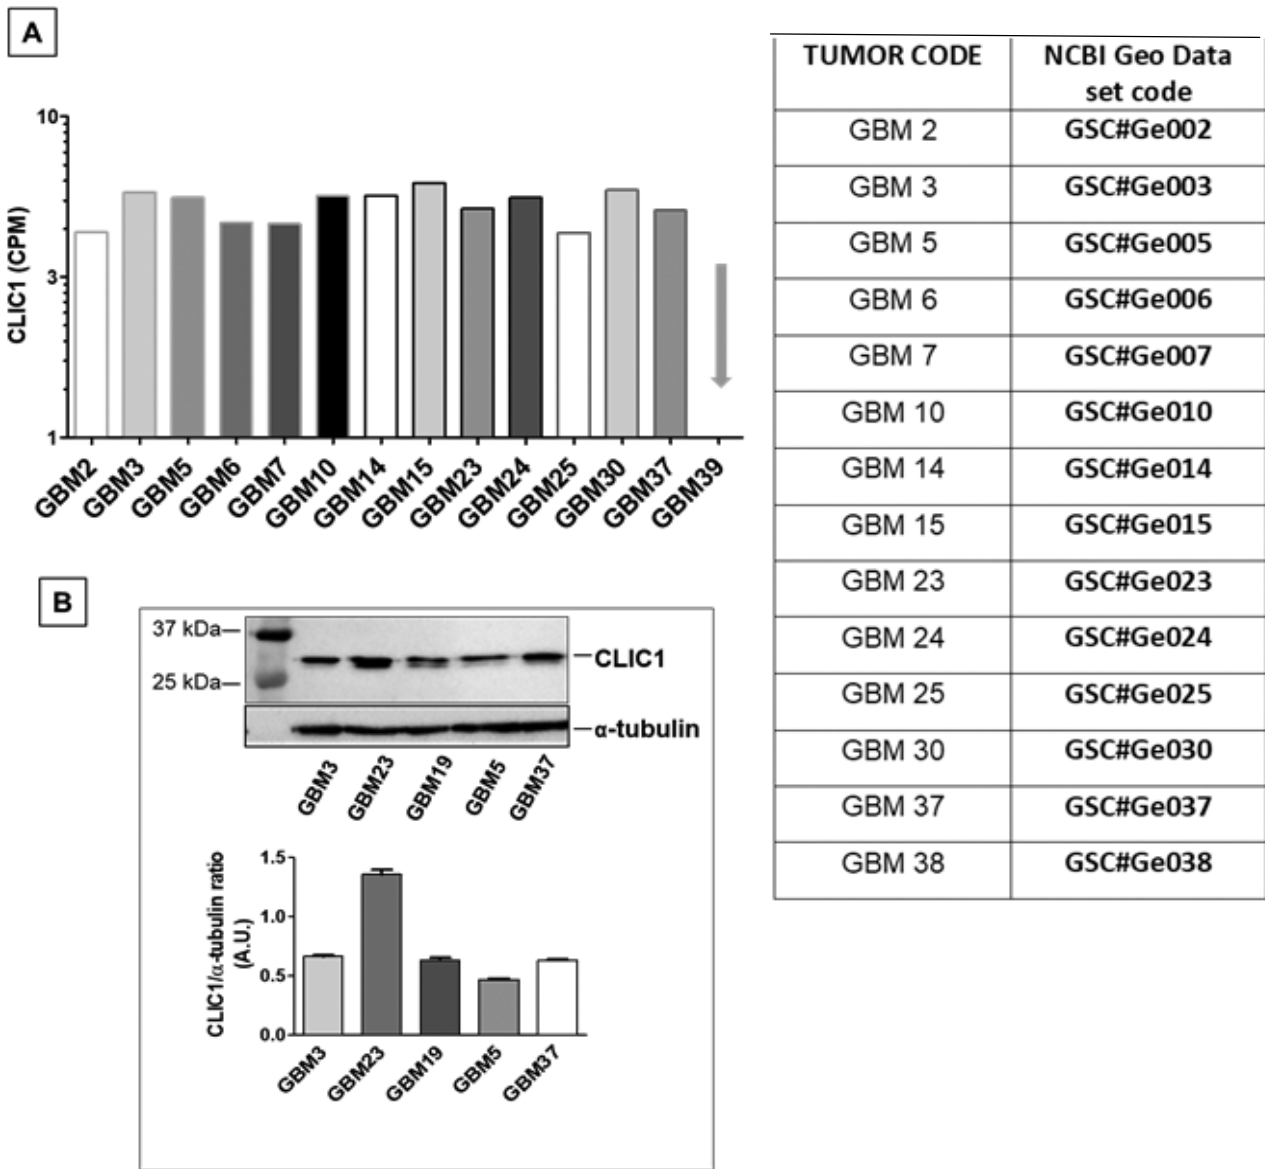 A
10
3
1
CLIC1 (CPM)
GBM2
GBM3
GBM5
GBM6
GBM7
GBM10
GBM14
GBM15
GBM23
GBM24
GBM25
GBM30
GBM37
GBM39
TUMOR CODE NCBI Geo Data
set code
GBM 2 GSC#Ge002
GBM 3 GSC#Ge003
GBM 5 GSC#Ge005
GBM 6 GSC#Ge006
GBM 7 GSC#Ge007
GBM 10 GSC#Ge010
GBM 14 GSC#Ge014
GBM 15 GSC#Ge015
GBM 23 GSC#Ge023
GBM 24 GSC#Ge024
GBM 25 GSC#Ge025
GBM 30 GSC#Ge030
GBM 37 GSC#Ge037
GBM 38 GSC#Ge038
B
37 kDa
25 kDa
CLIC1
α-tubulin
GBM3
GBM23
GBM19
GBM5
GBM37
CLIC1/α-tubulin ratio
(A.U.)
1.5
1.0
0.5
0.0
GBM3
GBM23
GBM19
GBM5
GBM37